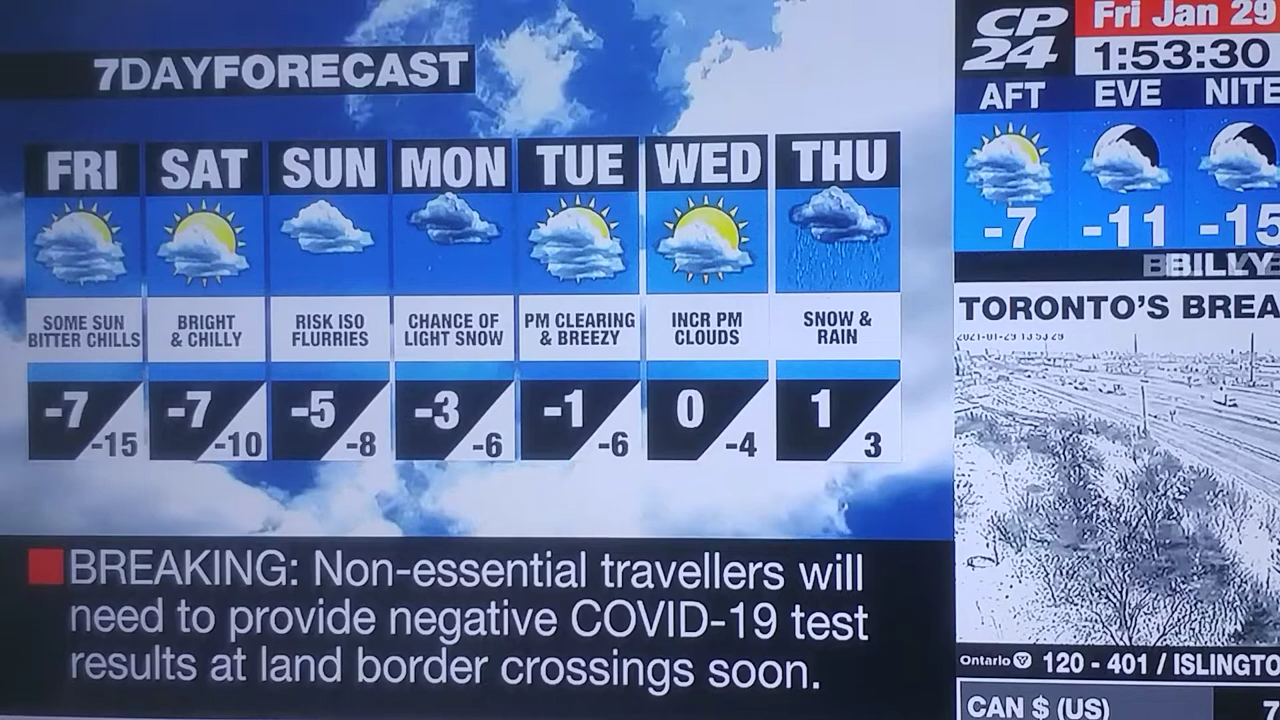 7DAYFORECAST
FRI SAT SUN MON TUE WED THU
SOME SUN
BITTER CHILLS
BRIGHT
& CHILLY
RISK ISO
FLURRIES
CHANCE OF
LIGHT SNOW
PM CLEARING
& BREEZY
INCR PM
CLOUDS
SNOW &
RAIN
-7 -7 -5 -3 -1 0 1
-15 -10 -8 -6 -6 -4 3
BREAKING: Non-essential travellers will
need to provide negative COVID-19 test
results at land border crossings soon.
CP
24
Fri Jan 29
1:53:30
AFT EVE NITE
-7 -11 -15
BILLY
TORONTO'S BREA
2021-01-29 13 53 29
Ontario 120 - 401 / ISLINGTO
CAN $ (US) 7